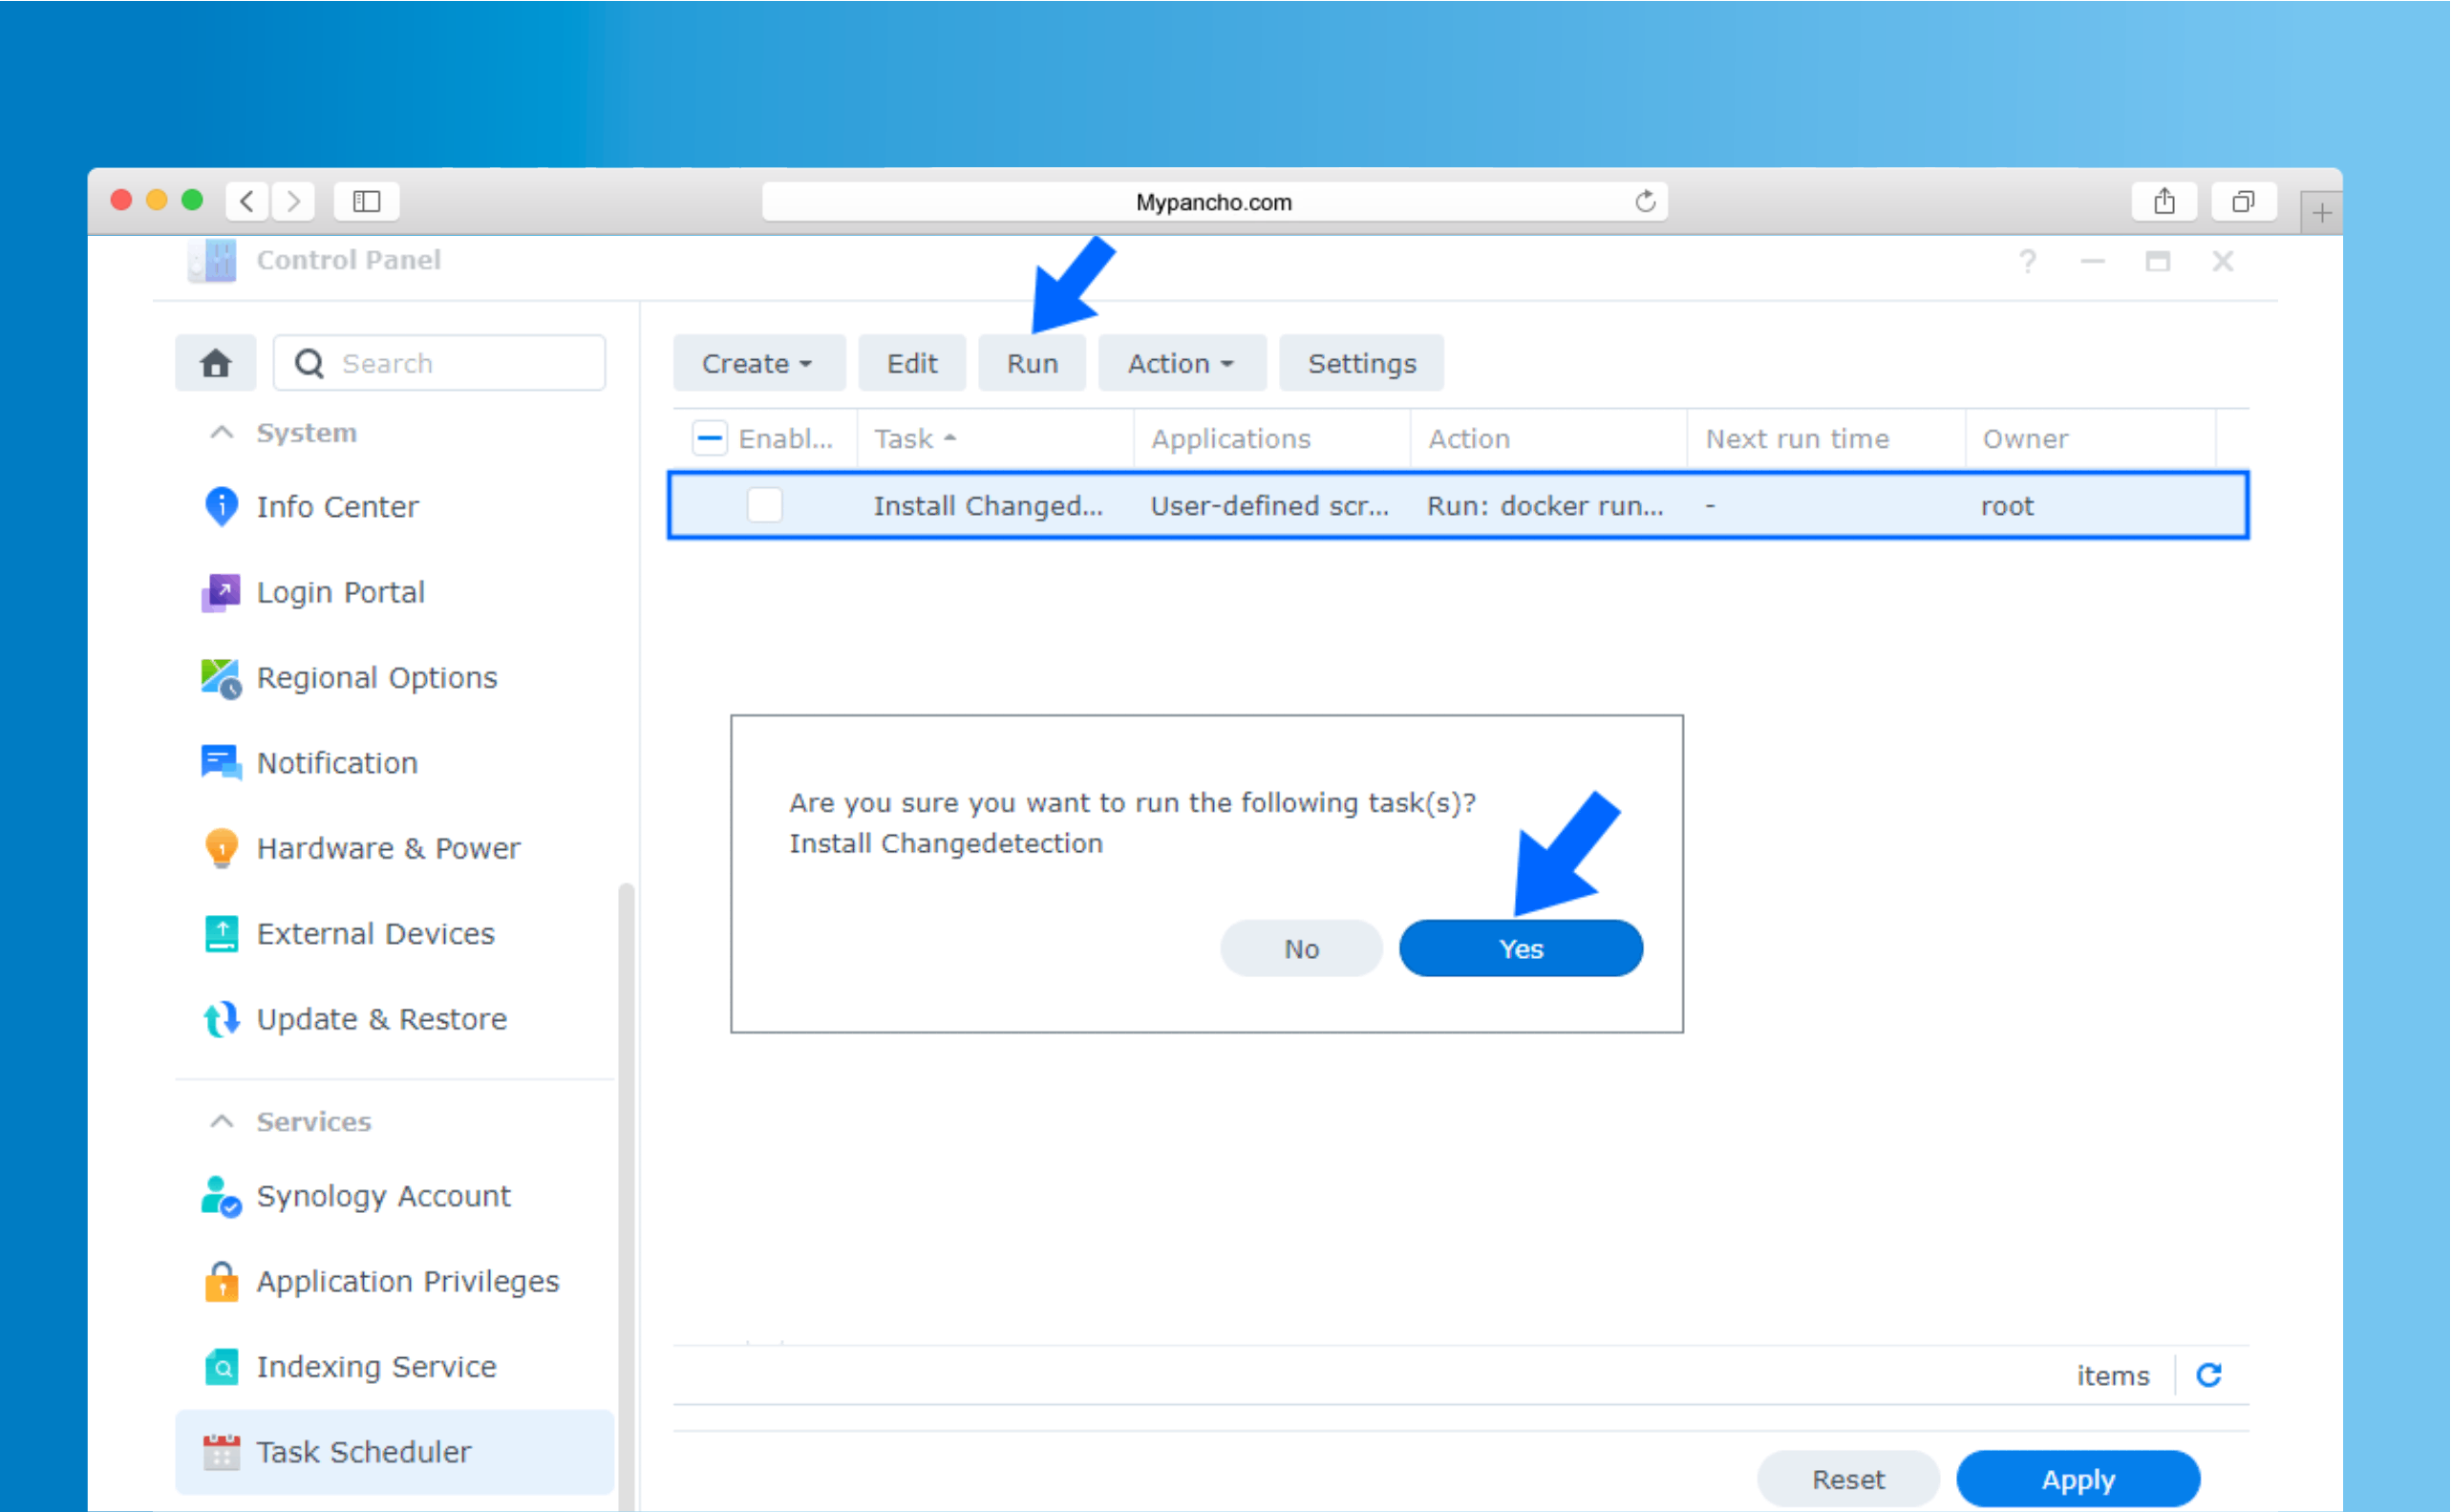 Mypancho.com
Control Panel
Search
Create Edit Run Action Settings
System
Enabl... Task Applications Action Next run time Owner
Info Center
Install Changed... User-defined scr... Run: docker run... - root
Login Portal
Regional Options
Notification
Are you sure you want to run the following task(s)?
Install Changedetection
Hardware & Power
External Devices
No Yes
Update & Restore
Services
Synology Account
Application Privileges
Indexing Service
items
Task Scheduler
Reset Apply